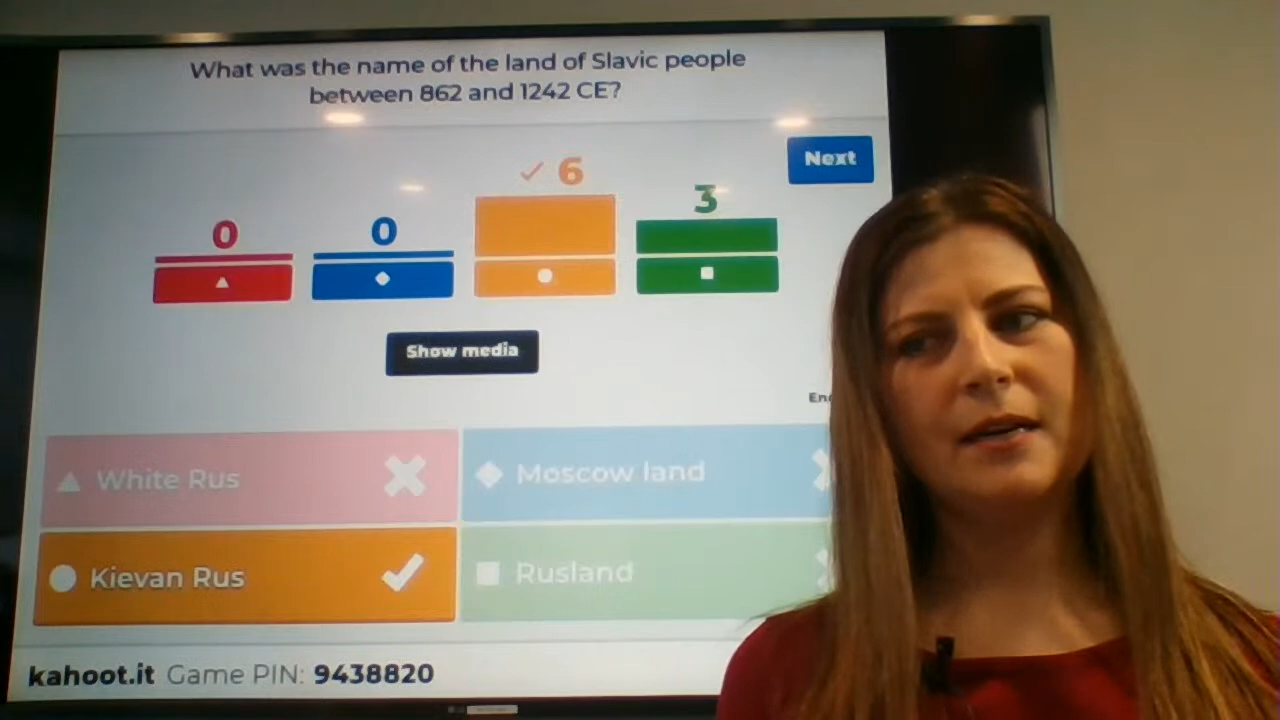 What was the name of the land of Slavic people
between 862 and 1242 CE?
Next
6
3
0
0
Show media
White Rus
Moscow land
Kievan Rus
Rusland
kahoot.it Game PIN: 9438820